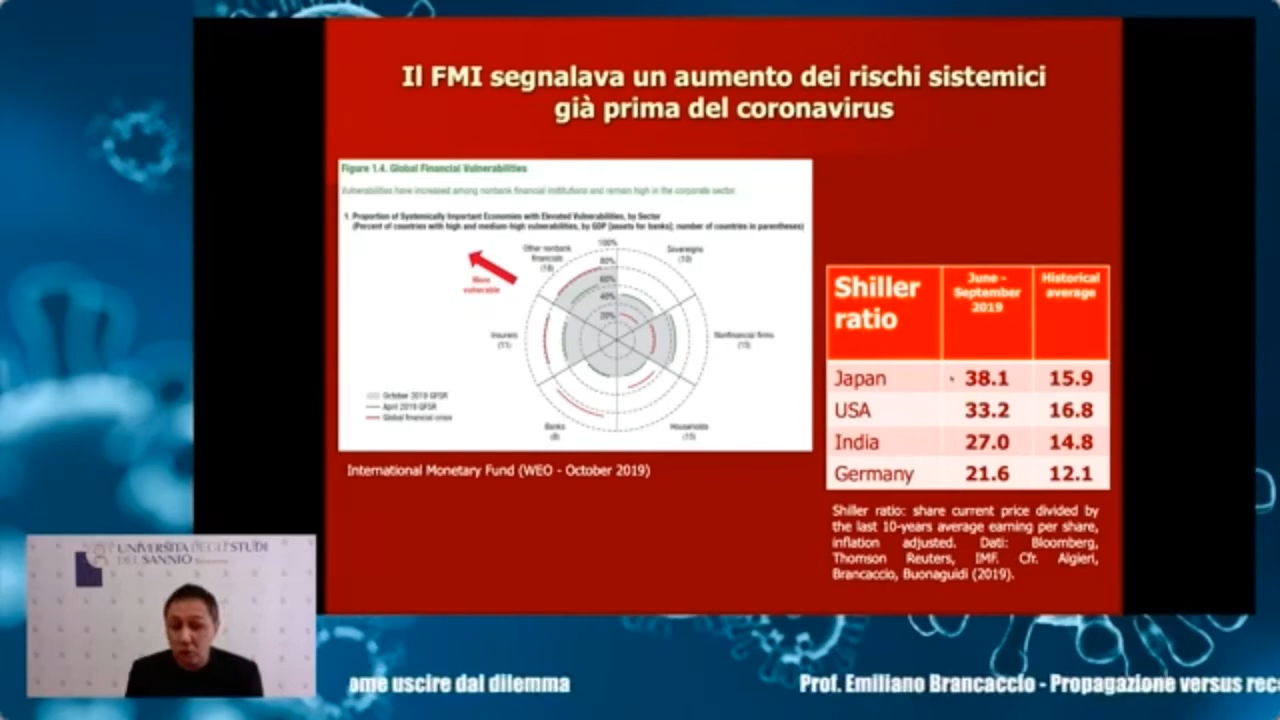 Il FMI segnalava un aumento dei rischi sistemici
già prima del coronavirus
Figure 1.4. Global Financial Vulnerabilities
Vulnerabilities have increased among nonbank financial institutions and remain high in the corporate sector.
1. Proportion of Systemically Important Economies with Elevated Vulnerabilities, by Sector
(Percent of countries with high and medium-high vulnerabilities, by GDP [assets for banks]; number of countries in parentheses)
More
vulnerable
Other nonbank
financials
(18)
100%
80%
60%
40%
20%
Sovereigns
(10)
Insurers
(11)
Nonfinancial firms
(13)
Banks
(8)
Households
(13)
October 2019 GFSR
April 2019 GFSR
Global financial crisis
International Monetary Fund (WEO - October 2019)
Shiller
ratio
June -
September
2019
Historical
average
Japan 38.1 15.9
USA 33.2 16.8
India 27.0 14.8
Germany 21.6 12.1
Shiller ratio: share current price divided by
the last 10-years average earning per share,
inflation adjusted. Dati: Bloomberg,
Thomson Reuters, IMF. Cfr. Algieri,
Brancaccio, Buonaguidi (2019).
UNIVERSITÀ DEGLI STUDI
DEL SANNIO Benevento
ome uscire dal dilemma
Prof. Emiliano Brancaccio - Propagazione versus rec